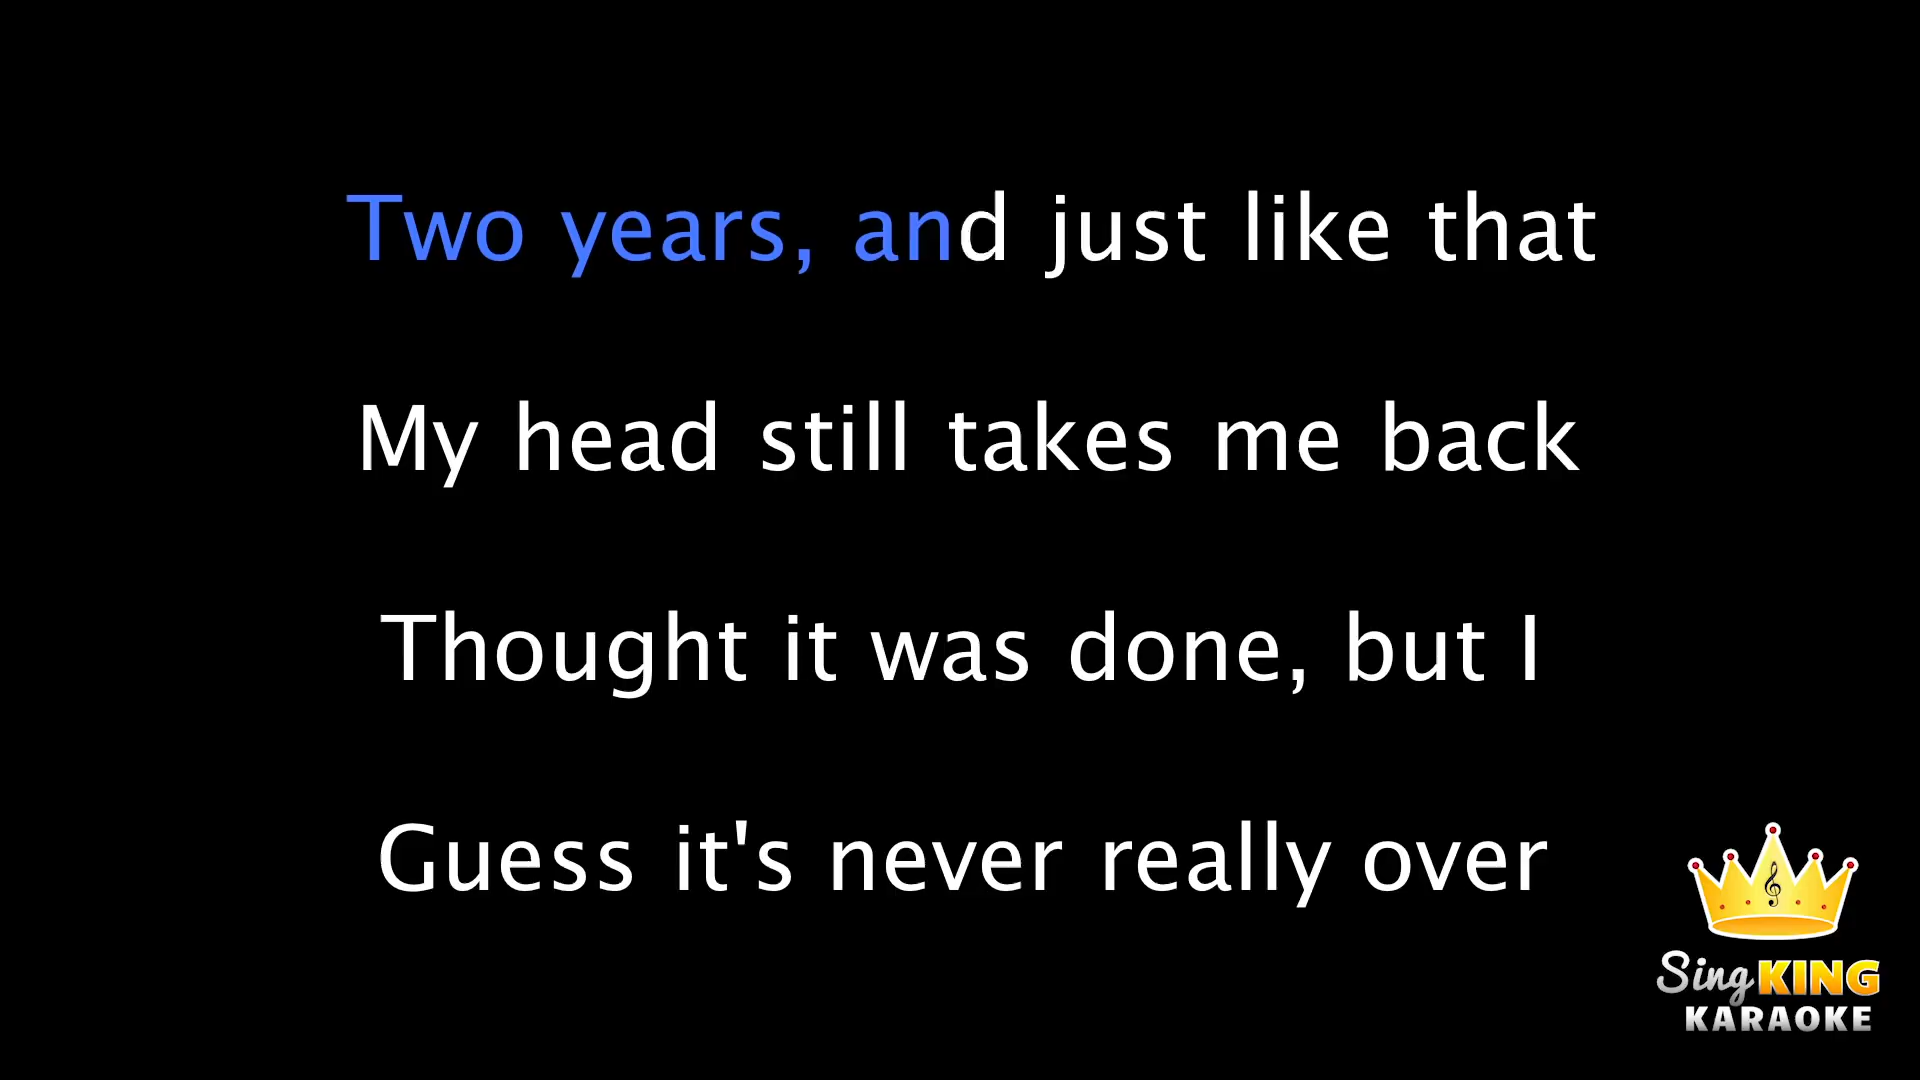 Two years, and just like that
My head still takes me back
Thought it was done, but I
Guess it's never really over
Sing KING
KARAOKE